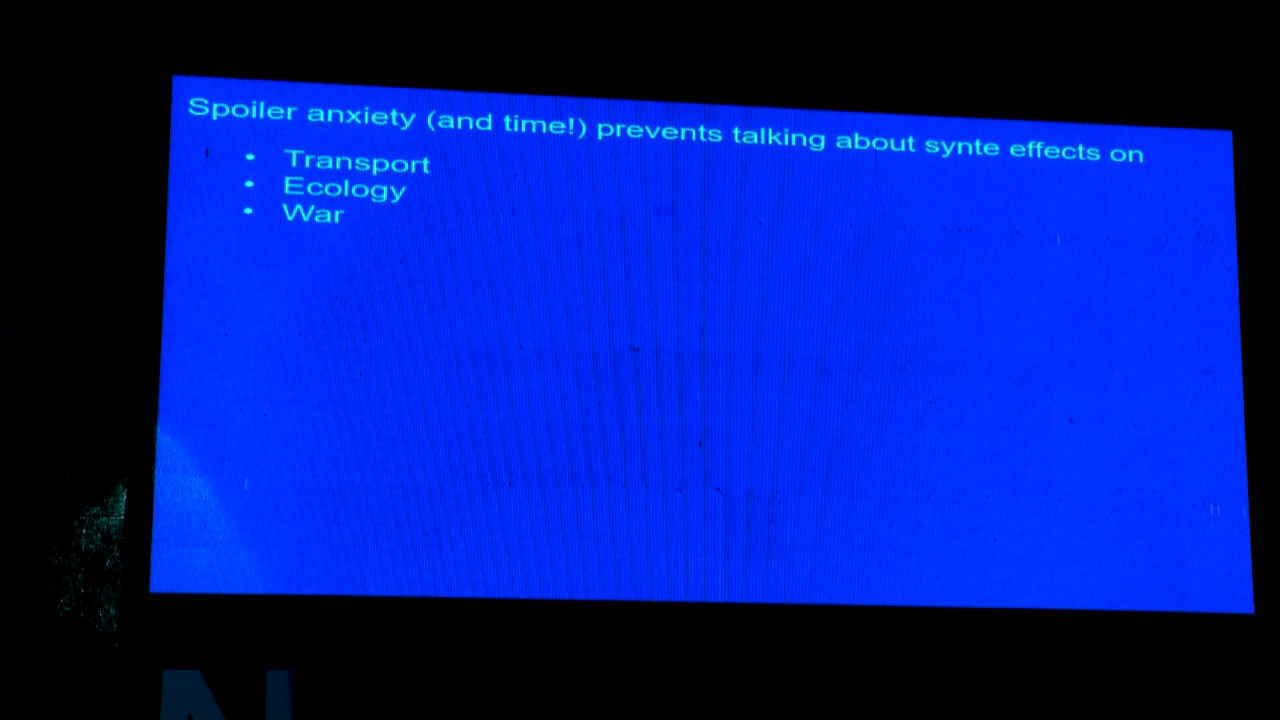 Spoiler anxiety (and time!) prevents talking about synte effects on
• Transport
• Ecology
• War
N